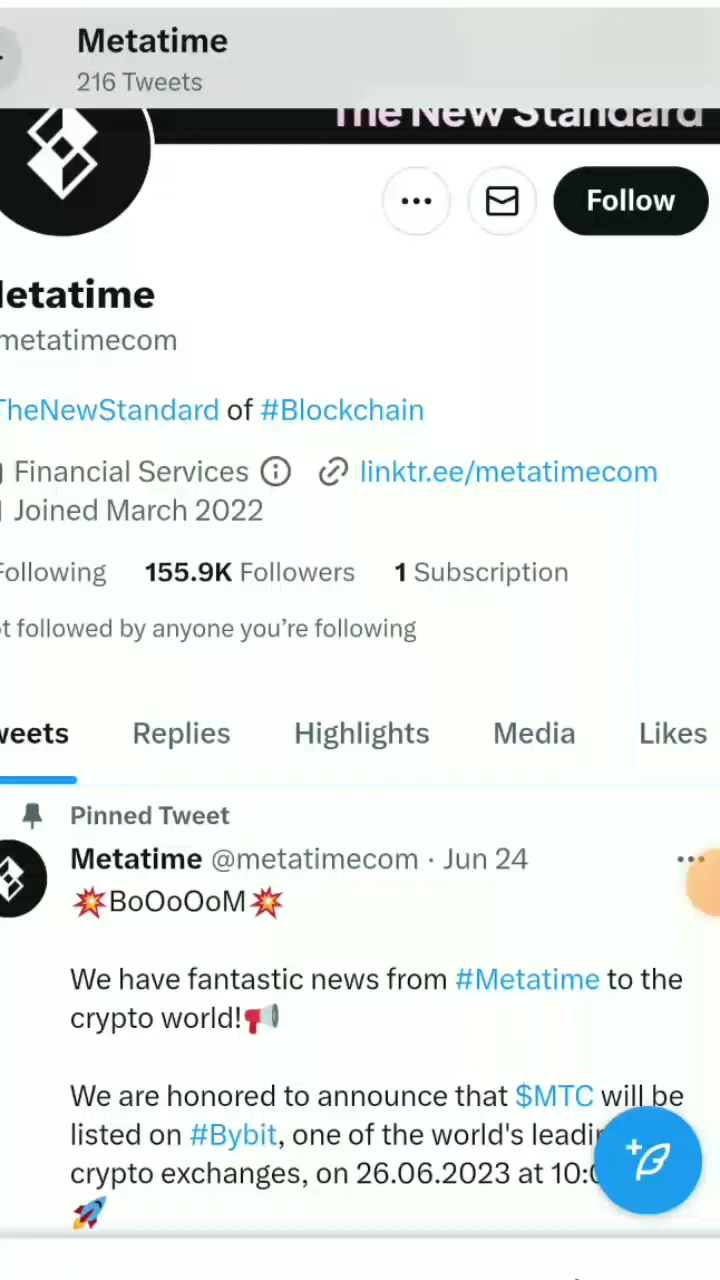 Metatime
216 Tweets
The New Standard
Follow
etatime
metatimecom
TheNewStandard of #Blockchain
Financial Services linktr.ee/metatimecom
Joined March 2022
Following 155.9K Followers 1 Subscription
t followed by anyone you’re following
weets Replies Highlights Media Likes
Pinned Tweet
Metatime @metatimecom · Jun 24
💥BoOoOoM💥
We have fantastic news from #Metatime to the
crypto world!📢
We are honored to announce that $MTC will be
listed on #Bybit, one of the world's leadin
crypto exchanges, on 26.06.2023 at 10:0
🚀